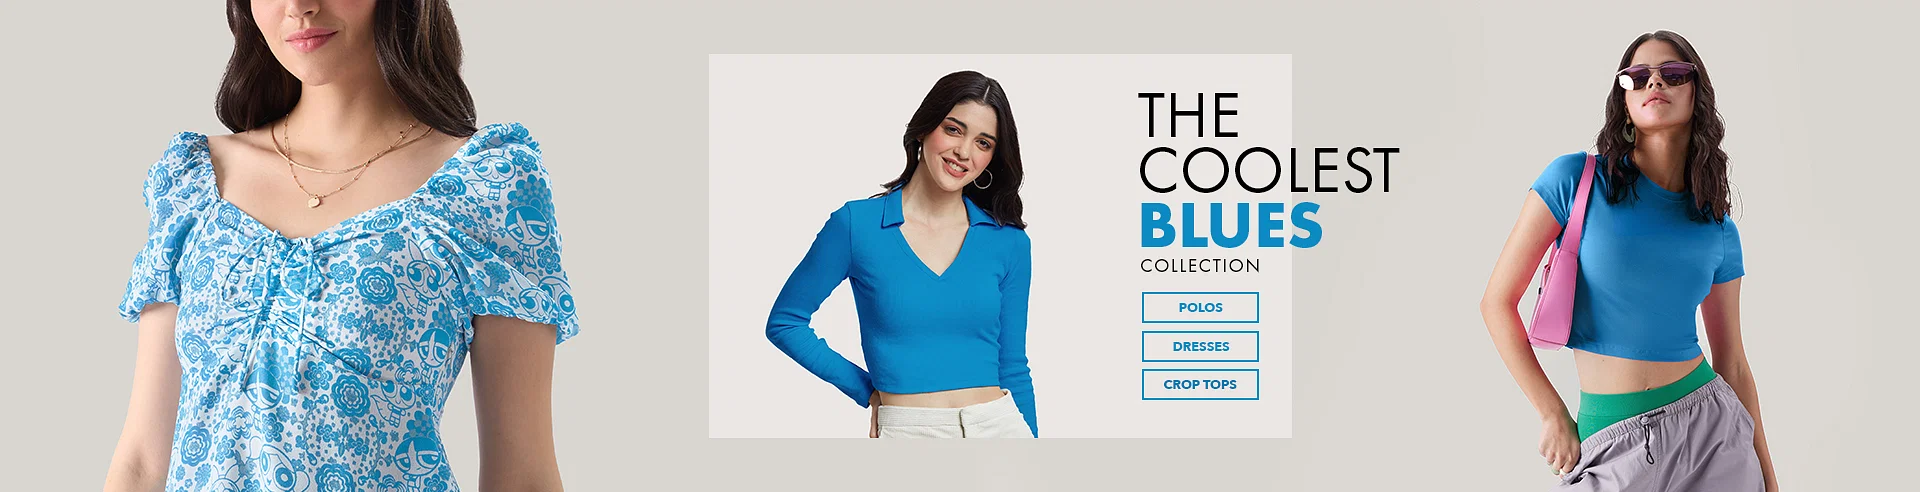 THE
COOLEST
BLUES
COLLECTION
POLOS
DRESSES
CROP TOPS